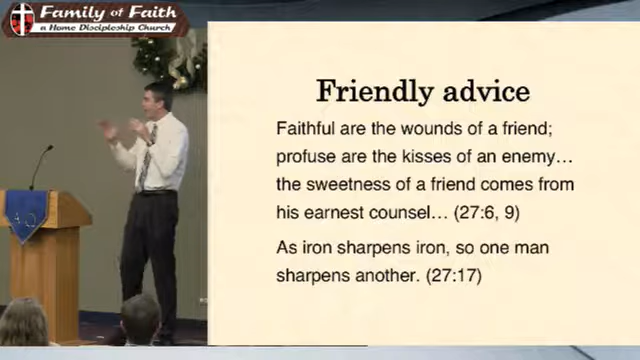 Family of Faith
a Home Discipleship Church
Friendly advice
Faithful are the wounds of a friend;
profuse are the kisses of an enemy…
the sweetness of a friend comes from
his earnest counsel… (27:6, 9)
As iron sharpens iron, so one man
sharpens another. (27:17)